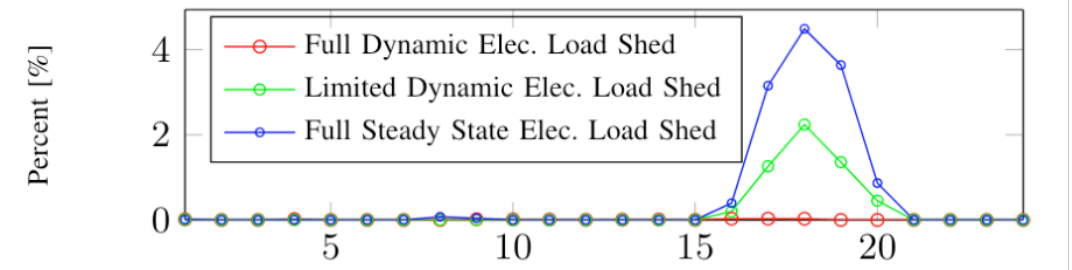 Percent [%]
4
2
0
Full Dynamic Elec. Load Shed
Limited Dynamic Elec. Load Shed
Full Steady State Elec. Load Shed
5 10 15 20